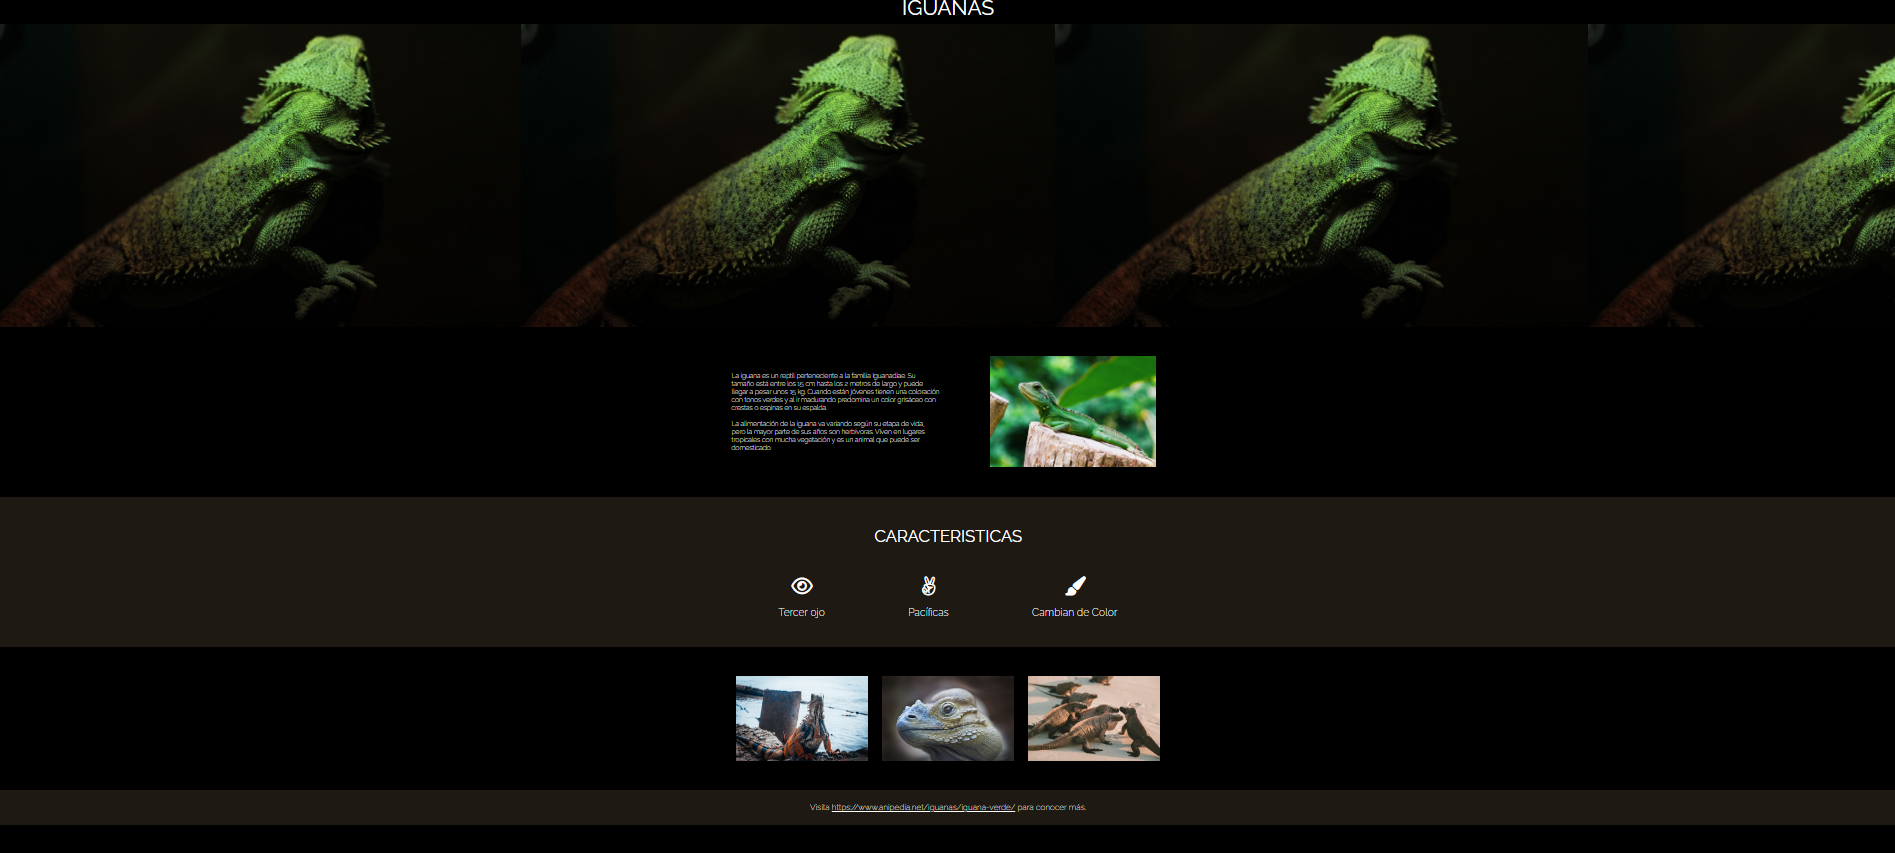 IGUANAS
La iguana es un reptil perteneciente a la familia iguanadiae. Su
tamaño está entre los 15 cm hasta los 2 metros de largo y puede
llegar a pesar unos 15 kg. Cuando están jóvenes tienen una coloración
con tonos verdes y al ir madurando predomina un color grisáceo con
crestas o espinas en su espalda.
La alimentación de la iguana va variando según su etapa de vida,
pero la mayor parte de sus años son herbívoras. Viven en lugares
tropicales con mucha vegetación y es un animal que puede ser
domesticado.
CARACTERISTICAS
Tercer ojo
Pacíficas
Cambian de Color
Visita https://www.anipedia.net/iguanas/iguana-verde/ para conocer más.